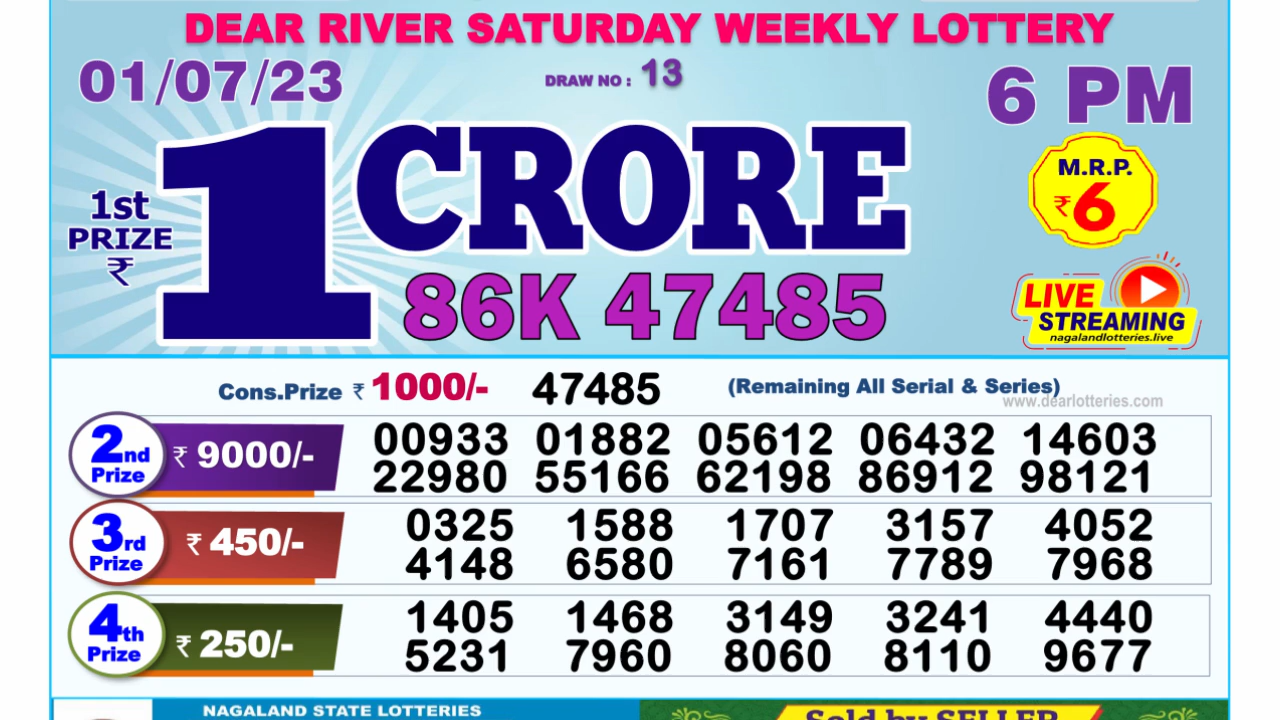 DEAR RIVER SATURDAY WEEKLY LOTTERY
01/07/23
DRAW NO : 13
6 PM
1st PRIZE ₹ 1 CRORE
86K 47485
M.R.P.
₹6
LIVE
STREAMING
nagalandlotteries.live
Cons.Prize ₹ 1000/- 47485 (Remaining All Serial & Series)
www.dearlotteries.com
2nd Prize ₹ 9000/-
00933 01882 05612 06432 14603
22980 55166 62198 86912 98121
3rd Prize ₹ 450/-
0325 1588 1707 3157 4052
4148 6580 7161 7789 7968
4th Prize ₹ 250/-
1405 1468 3149 3241 4440
5231 7960 8060 8110 9677
NAGALAND STATE LOTTERIES
Sold by SELLER